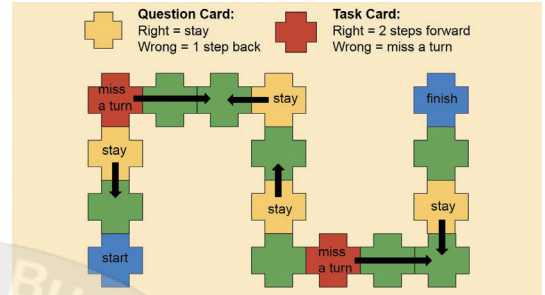 Question Card:
Right = stay
Wrong = 1 step back
Task Card:
Right = 2 steps forward
Wrong = miss a turn
miss
a turn
stay
finish
stay
stay
stay
start
miss
a turn